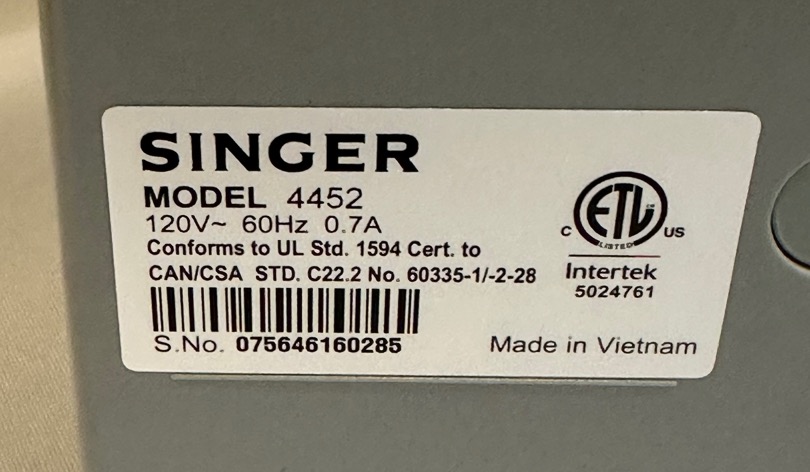 SINGER
MODEL 4452
120V~ 60Hz 0.7A
Conforms to UL Std. 1594 Cert. to
CAN/CSA STD. C22.2 No. 60335-1/-2-28
S.No. 075646160285
ETL
LISTED
C US
Intertek
5024761
Made in Vietnam